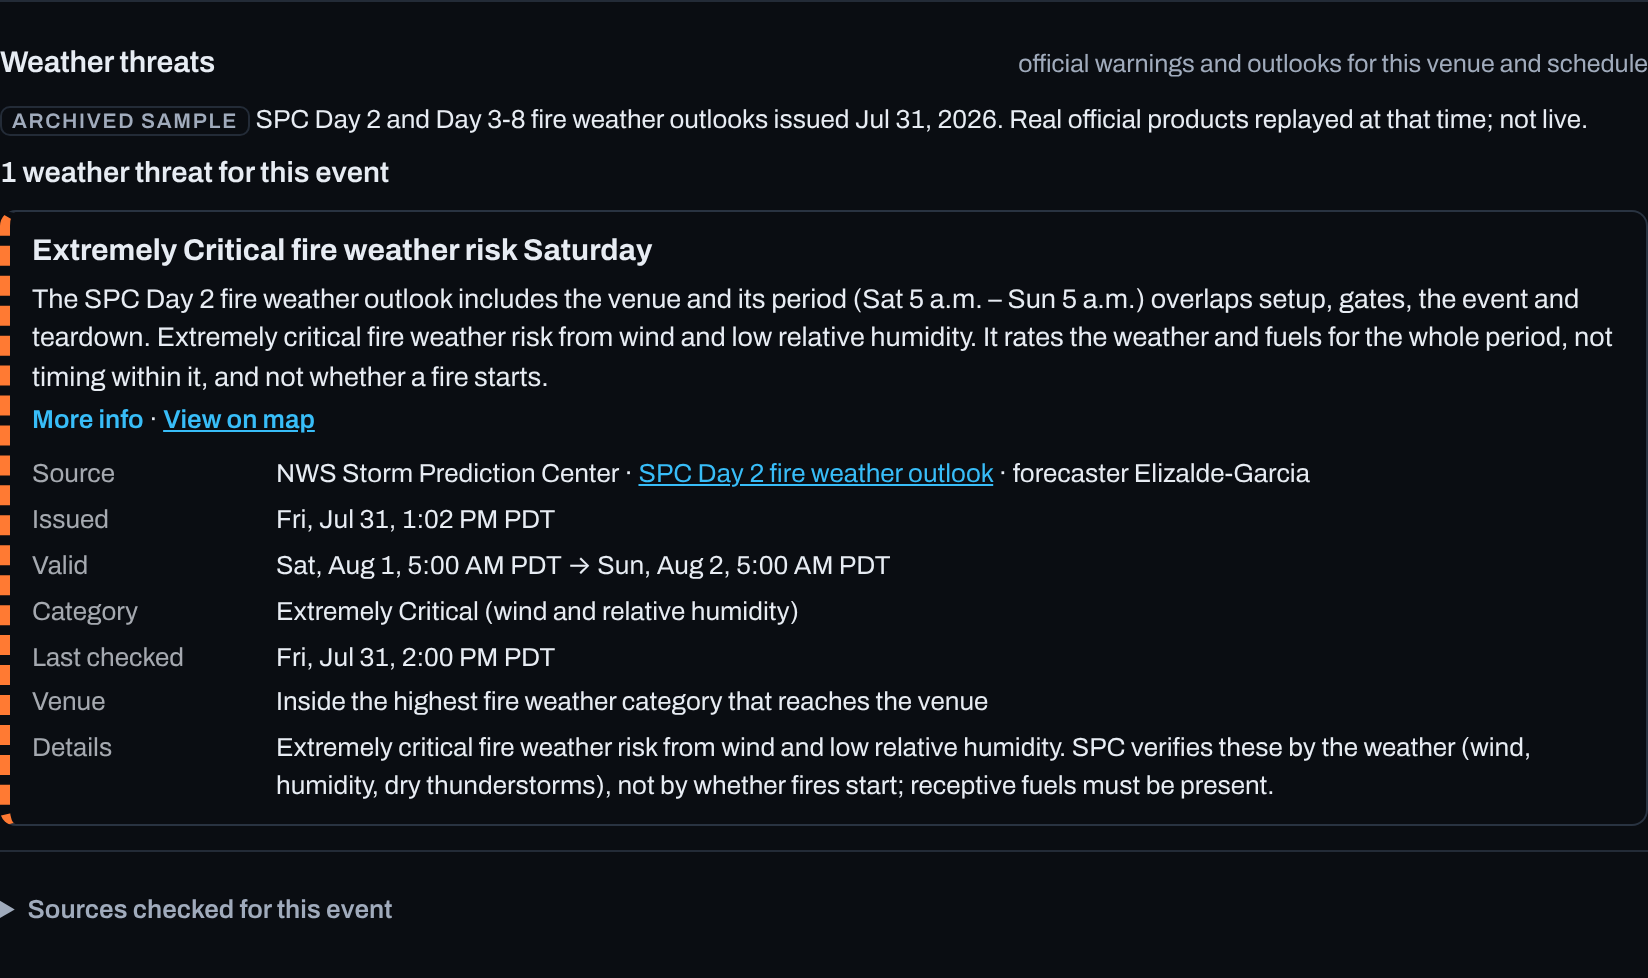 Weather threats
official warnings and outlooks for this venue and schedule
ARCHIVED SAMPLE SPC Day 2 and Day 3-8 fire weather outlooks issued Jul 31, 2026. Real official products replayed at that time; not live.
1 weather threat for this event
Extremely Critical fire weather risk Saturday
The SPC Day 2 fire weather outlook includes the venue and its period (Sat 5 a.m. – Sun 5 a.m.) overlaps setup, gates, the event and
teardown. Extremely critical fire weather risk from wind and low relative humidity. It rates the weather and fuels for the whole period, not
timing within it, and not whether a fire starts.
More info · View on map
Source NWS Storm Prediction Center · SPC Day 2 fire weather outlook · forecaster Elizalde-Garcia
Issued Fri, Jul 31, 1:02 PM PDT
Valid Sat, Aug 1, 5:00 AM PDT → Sun, Aug 2, 5:00 AM PDT
Category Extremely Critical (wind and relative humidity)
Last checked Fri, Jul 31, 2:00 PM PDT
Venue Inside the highest fire weather category that reaches the venue
Details Extremely critical fire weather risk from wind and low relative humidity. SPC verifies these by the weather (wind,
humidity, dry thunderstorms), not by whether fires start; receptive fuels must be present.
Sources checked for this event